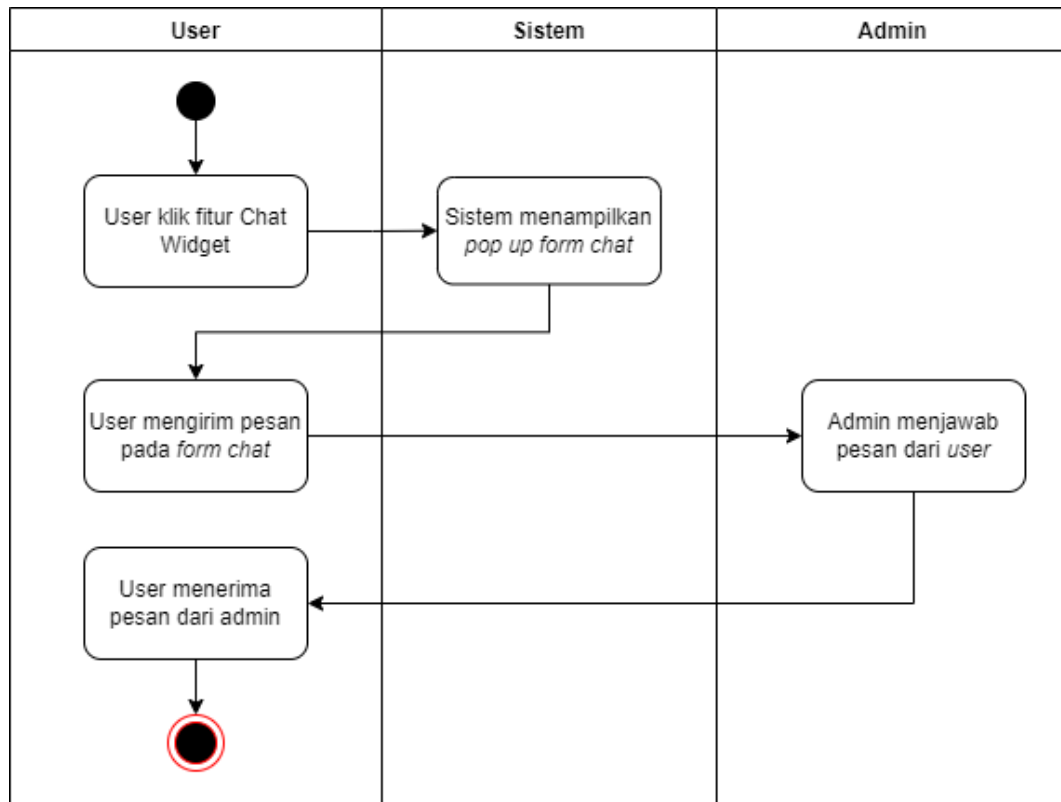 User
Sistem
Admin
User klik fitur Chat
Widget
Sistem menampilkan
pop up form chat
User mengirim pesan
pada form chat
Admin menjawab
pesan dari user
User menerima
pesan dari admin